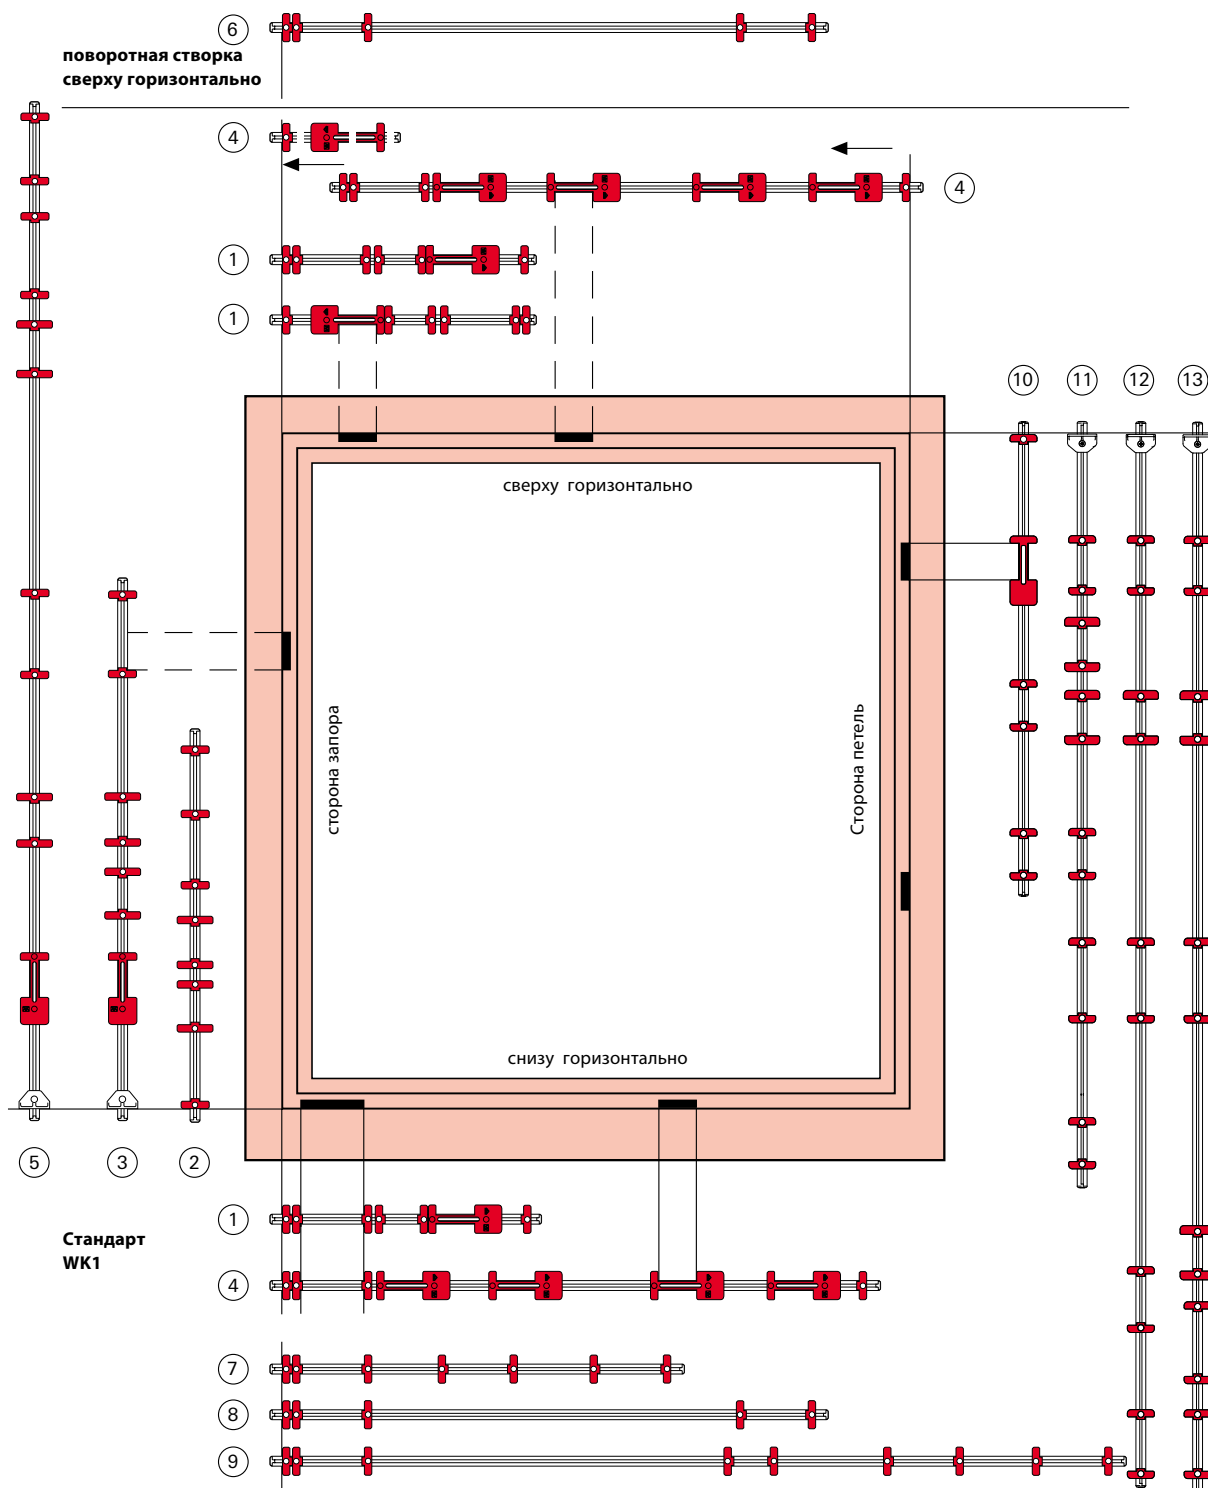 6
поворотная створка
сверху горизонтально
4
4
1
1
10 11 12 13
сверху горизонтально
сторона запора
Сторона петель
снизу горизонтально
5 3 2
1
Стандарт
WK1
4
7
8
9